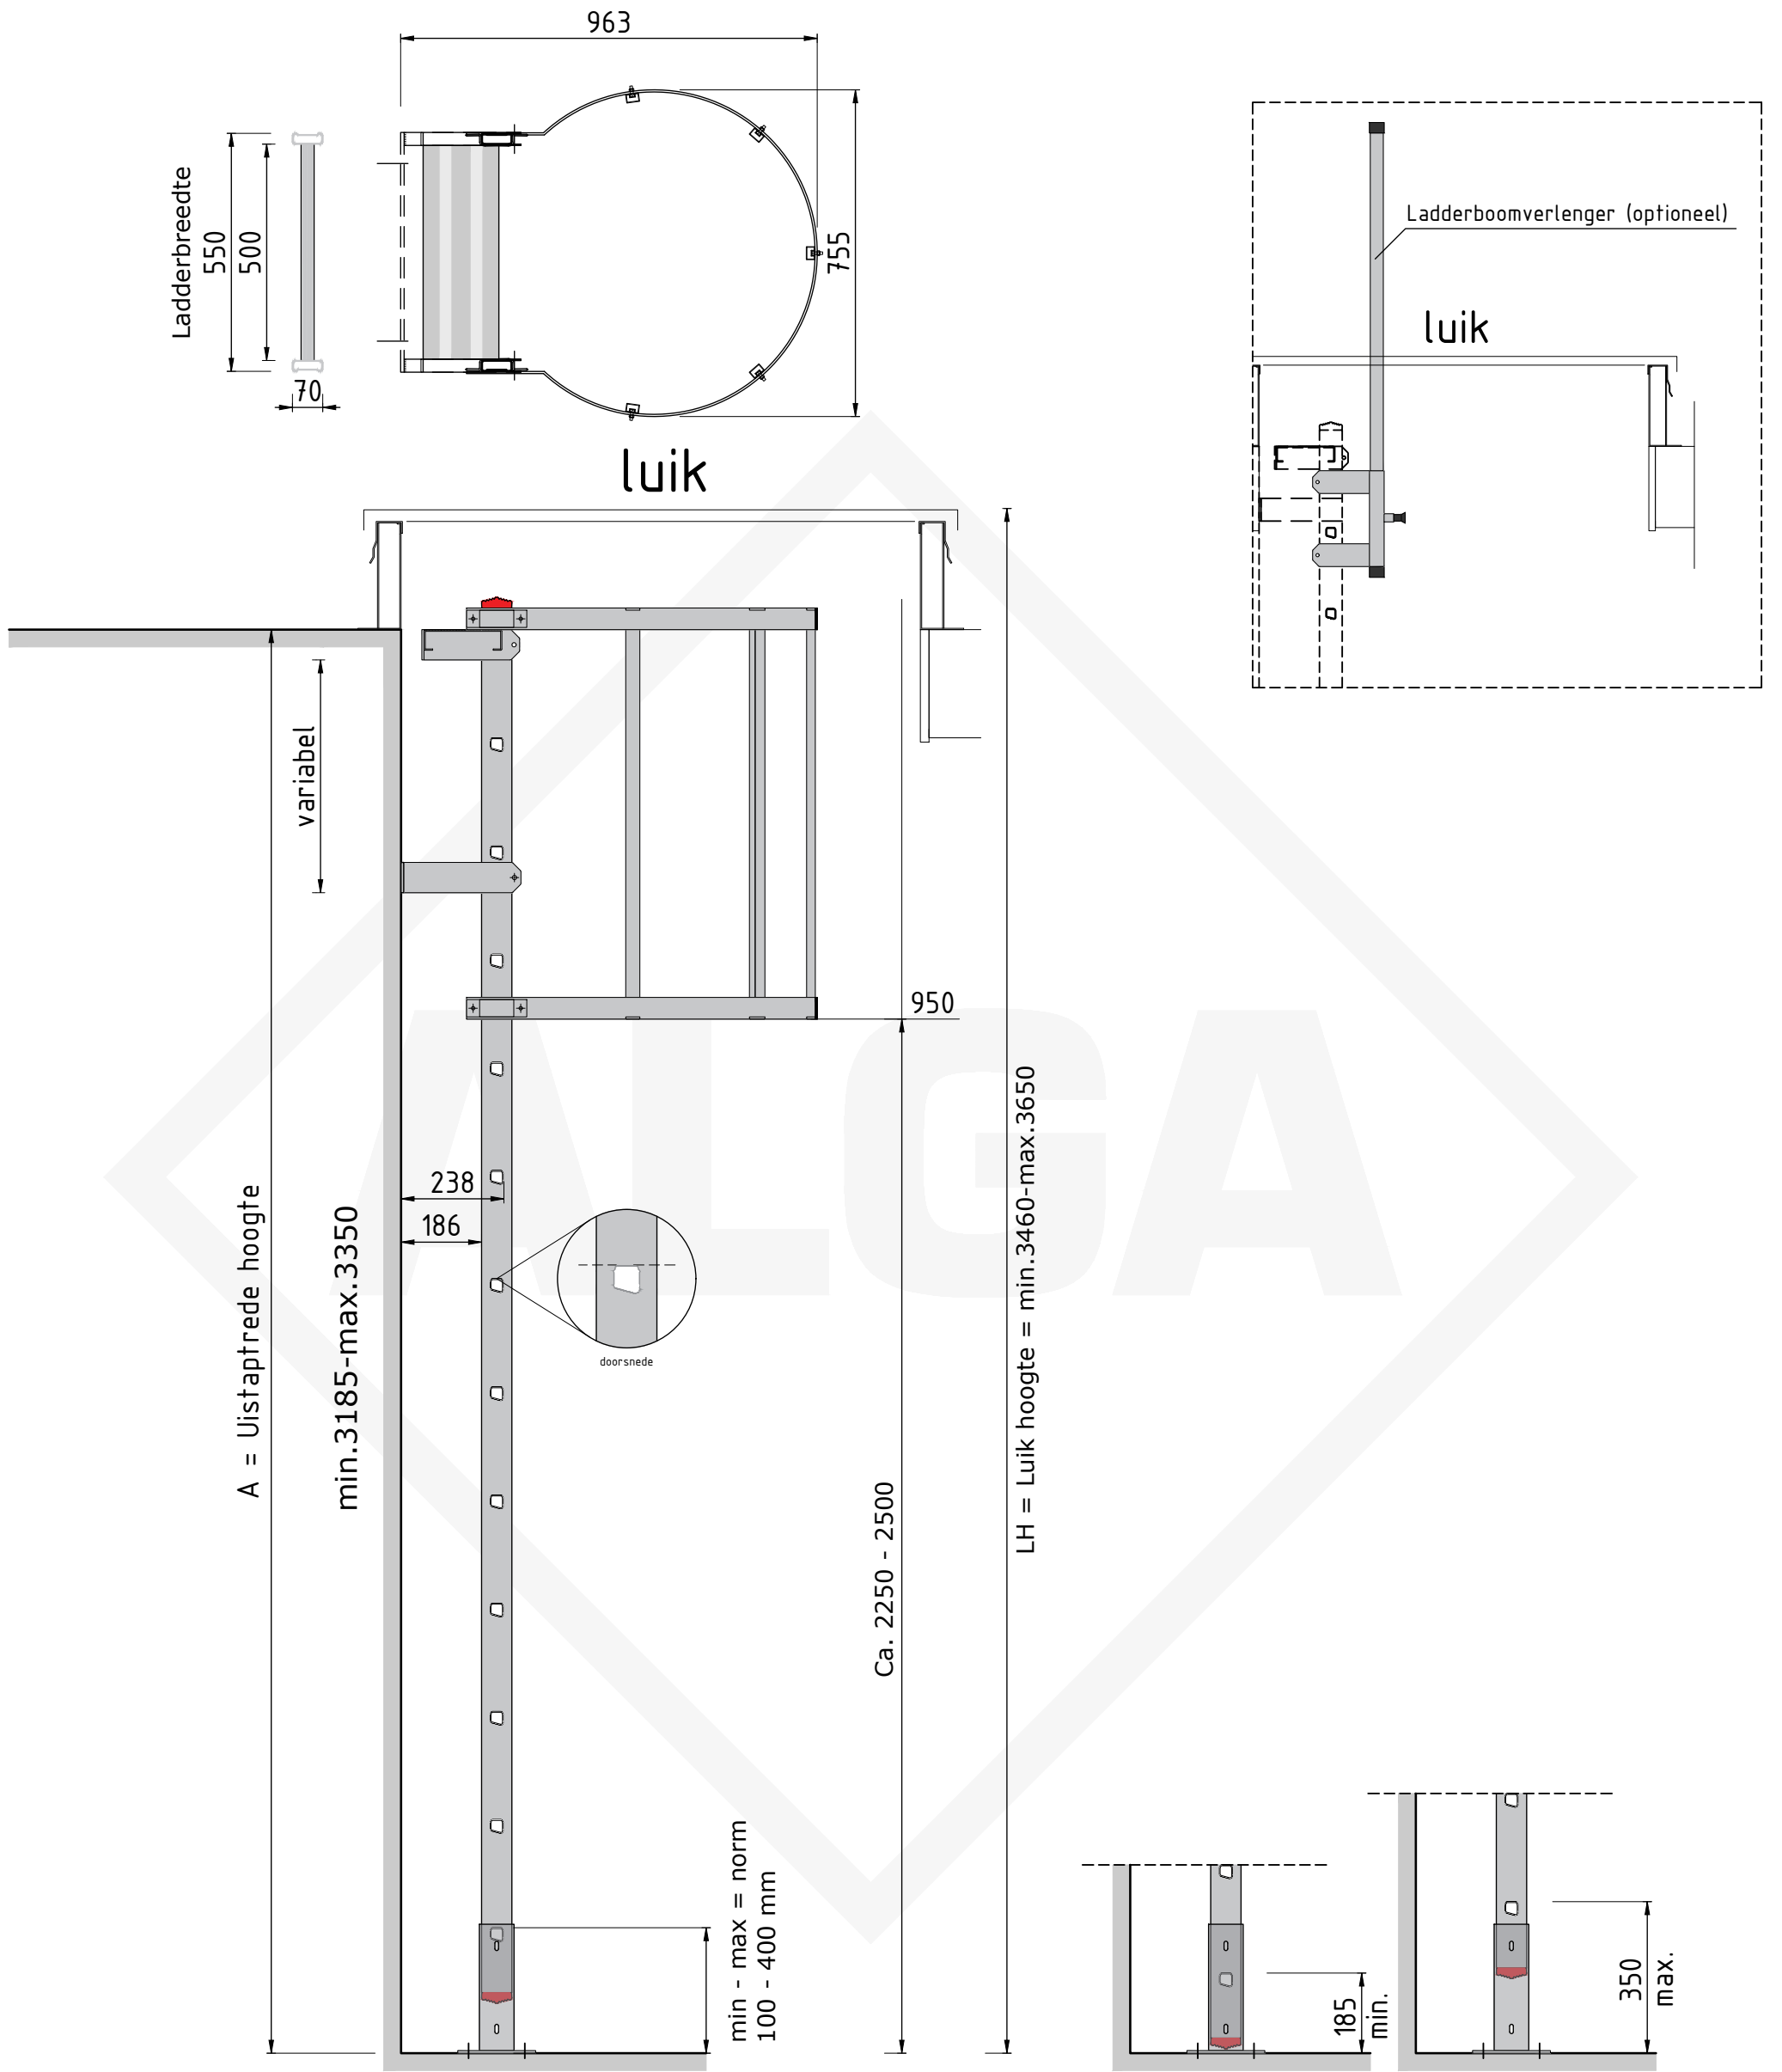 963
Ladderbreedte
550
500
70
755
Ladderboomverlenger (optioneel)
luik
luik
variabel
950
238
186
A = Uistaptrede hoogte
min.3185-max.3350
doorsnede
LH = Luik hoogte = min.3460-max.3650
Ca. 2250 - 2500
min - max = norm
100 - 400 mm
185
min.
350
max.
ALGA